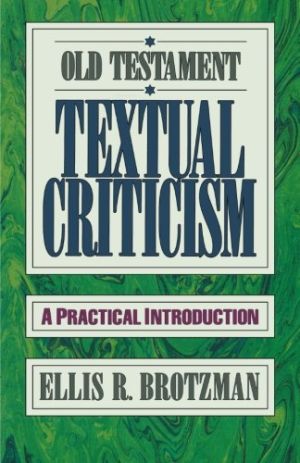 OLD TESTAMENT
TEXTUAL
CRITICISM
A PRACTICAL INTRODUCTION
ELLIS R. BROTZMAN